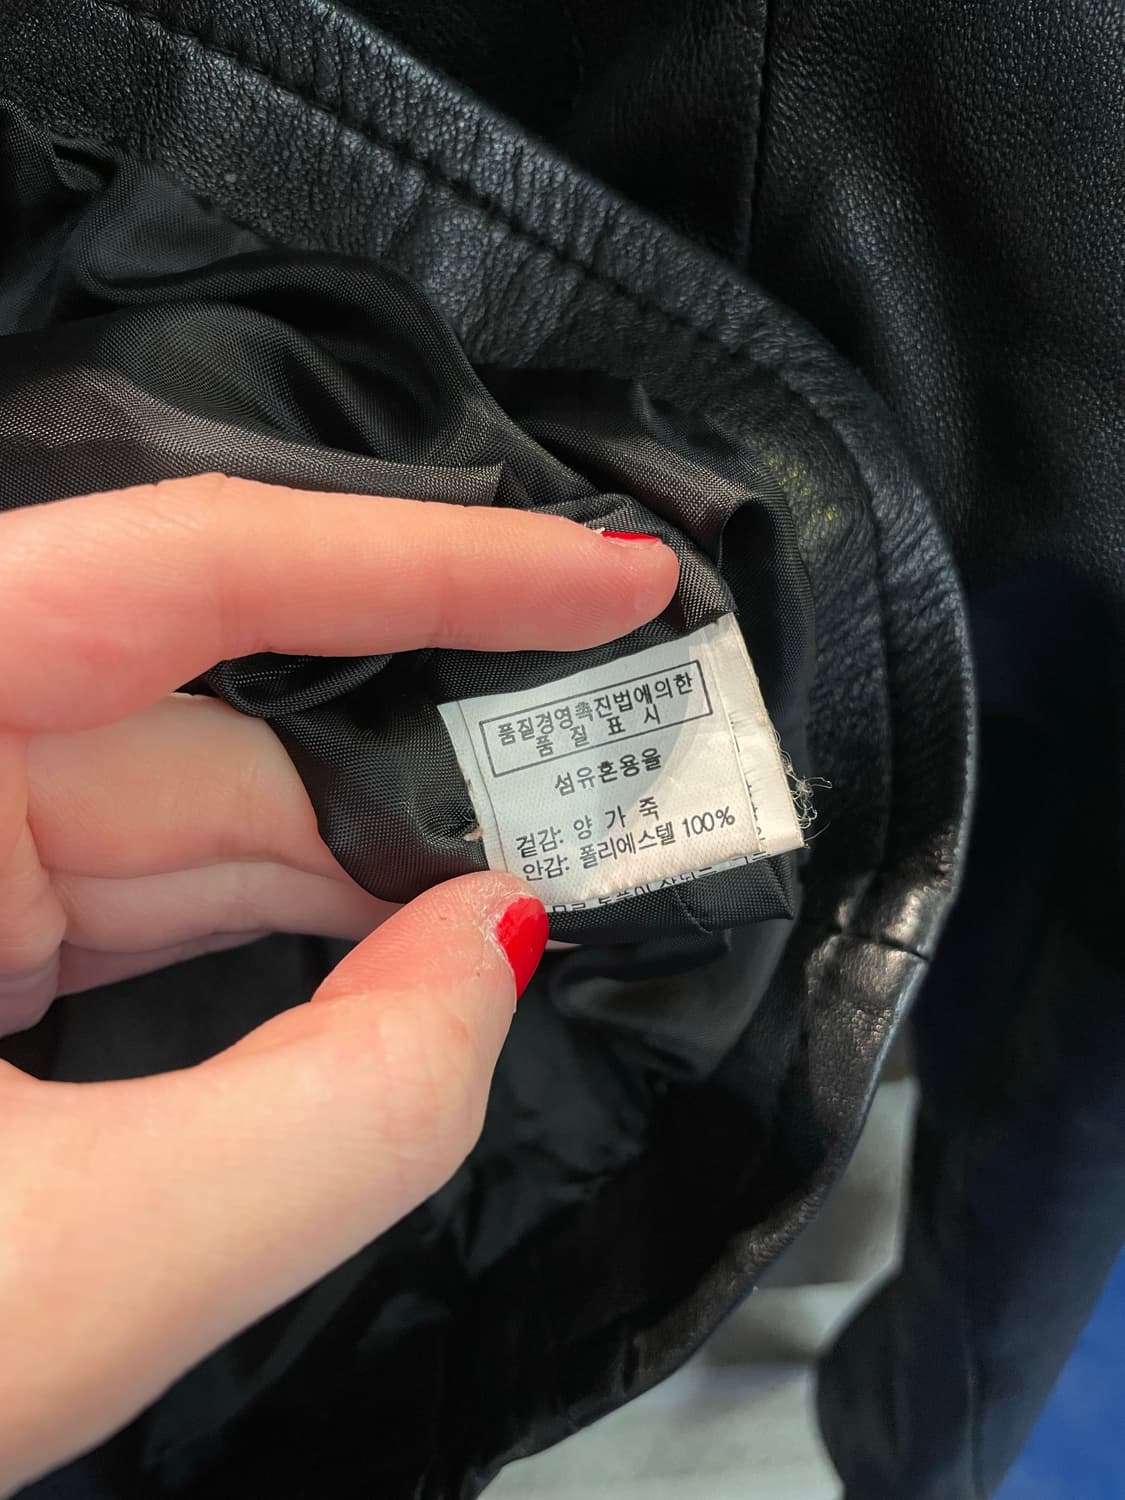 품질경영촉진법에의한
품 질 표 시
섬유혼용율
겉감: 양 가 죽
안감: 폴리에스텔 100%